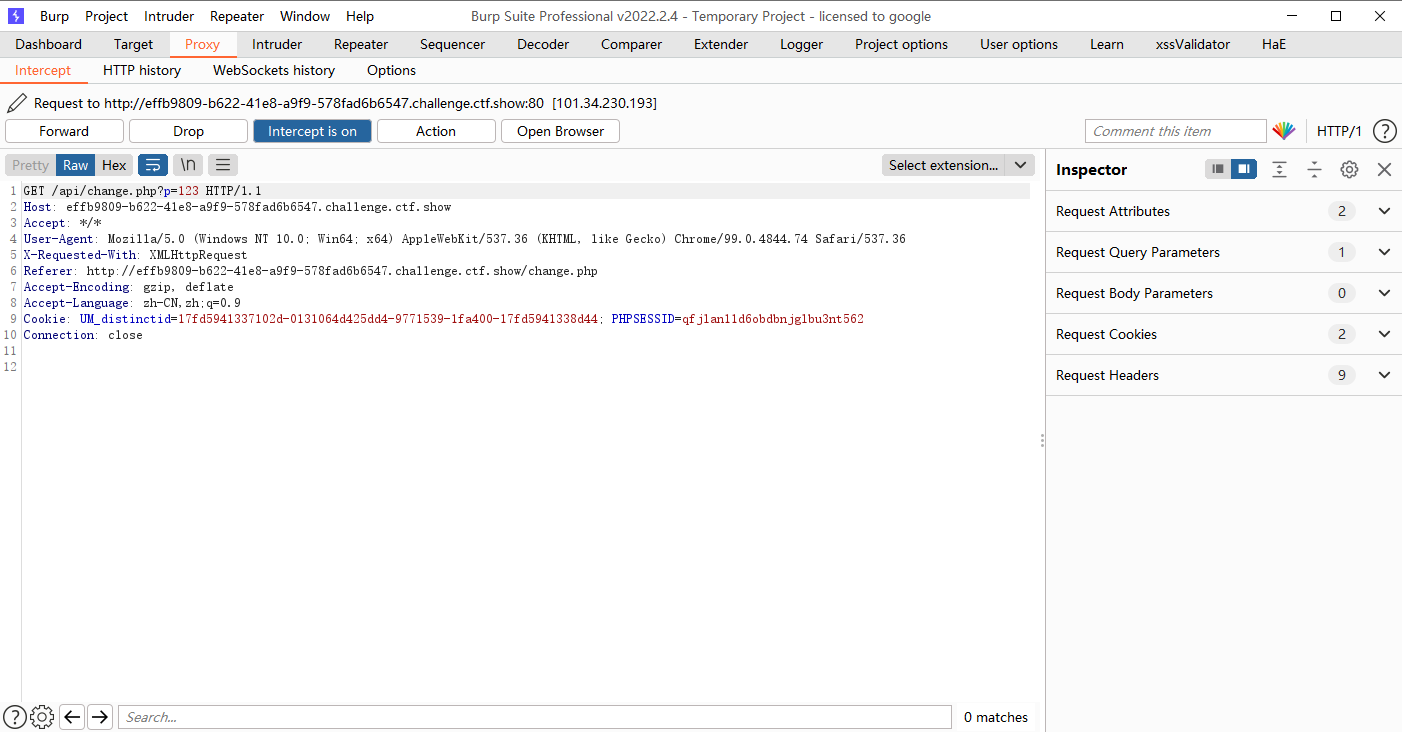 Burp Project Intruder Repeater Window Help Burp Suite Professional v2022.2.4 - Temporary Project - licensed to google
Dashboard Target Proxy Intruder Repeater Sequencer Decoder Comparer Extender Logger Project options User options Learn xssValidator HaE
Intercept HTTP history WebSockets history Options
Request to http://effb9809-b622-41e8-a9f9-578fad6b6547.challenge.ctf.show:80 [101.34.230.193]
Forward Drop Intercept is on Action Open Browser Comment this item HTTP/1 ?
Pretty Raw Hex \n Select extension...
Inspector
1 GET /api/change.php?p=123 HTTP/1.1
2 Host: effb9809-b622-41e8-a9f9-578fad6b6547.challenge.ctf.show
3 Accept: */*
4 User-Agent: Mozilla/5.0 (Windows NT 10.0; Win64; x64) AppleWebKit/537.36 (KHTML, like Gecko) Chrome/99.0.4844.74 Safari/537.36
5 X-Requested-With: XMLHttpRequest
6 Referer: http://effb9809-b622-41e8-a9f9-578fad6b6547.challenge.ctf.show/change.php
7 Accept-Encoding: gzip, deflate
8 Accept-Language: zh-CN,zh;q=0.9
9 Cookie: UM_distinctid=17fd5941337102d-0131064d425dd4-9771539-1fa400-17fd5941338d44; PHPSESSID=qfjlanlld6obdbnjglbu3nt562
10 Connection: close
11
12
Request Attributes 2
Request Query Parameters 1
Request Body Parameters 0
Request Cookies 2
Request Headers 9
? Search... 0 matches